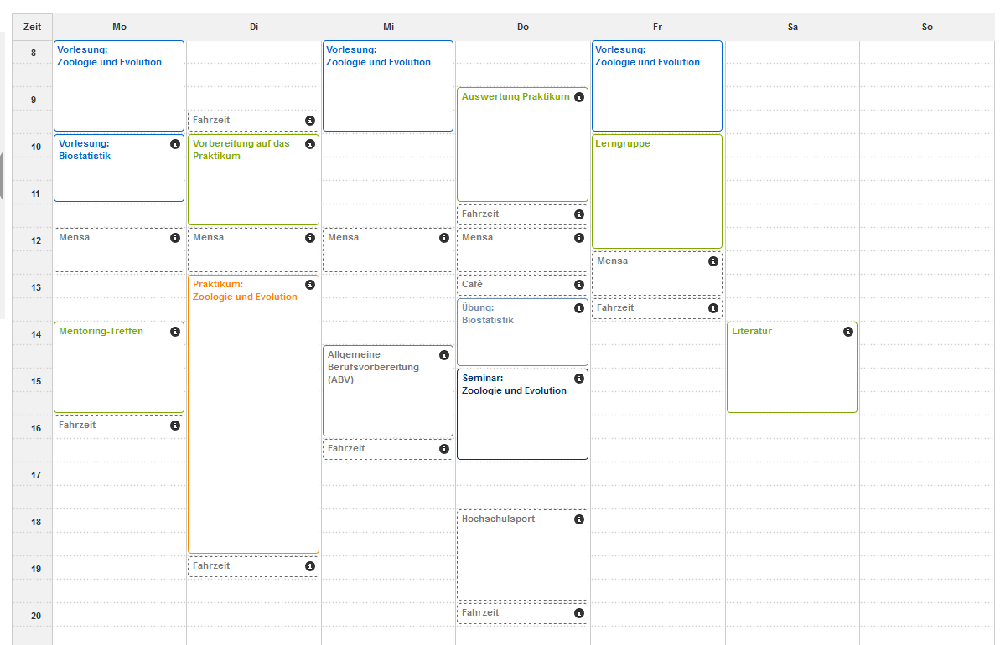 Zeit Mo Di Mi Do Fr Sa So
8
9
10
11
12
13
14
15
16
17
18
19
20
Vorlesung:
Zoologie und Evolution
Vorlesung:
Biostatistik
Mensa
Mentoring-Treffen
Fahrzeit
Fahrzeit
Vorbereitung auf das
Praktikum
Mensa
Praktikum:
Zoologie und Evolution
Fahrzeit
Vorlesung:
Zoologie und Evolution
Mensa
Allgemeine
Berufsvorbereitung
(ABV)
Fahrzeit
Auswertung Praktikum
Fahrzeit
Mensa
Café
Übung:
Biostatistik
Seminar:
Zoologie und Evolution
Hochschulsport
Fahrzeit
Vorlesung:
Zoologie und Evolution
Lerngruppe
Mensa
Fahrzeit
Literatur